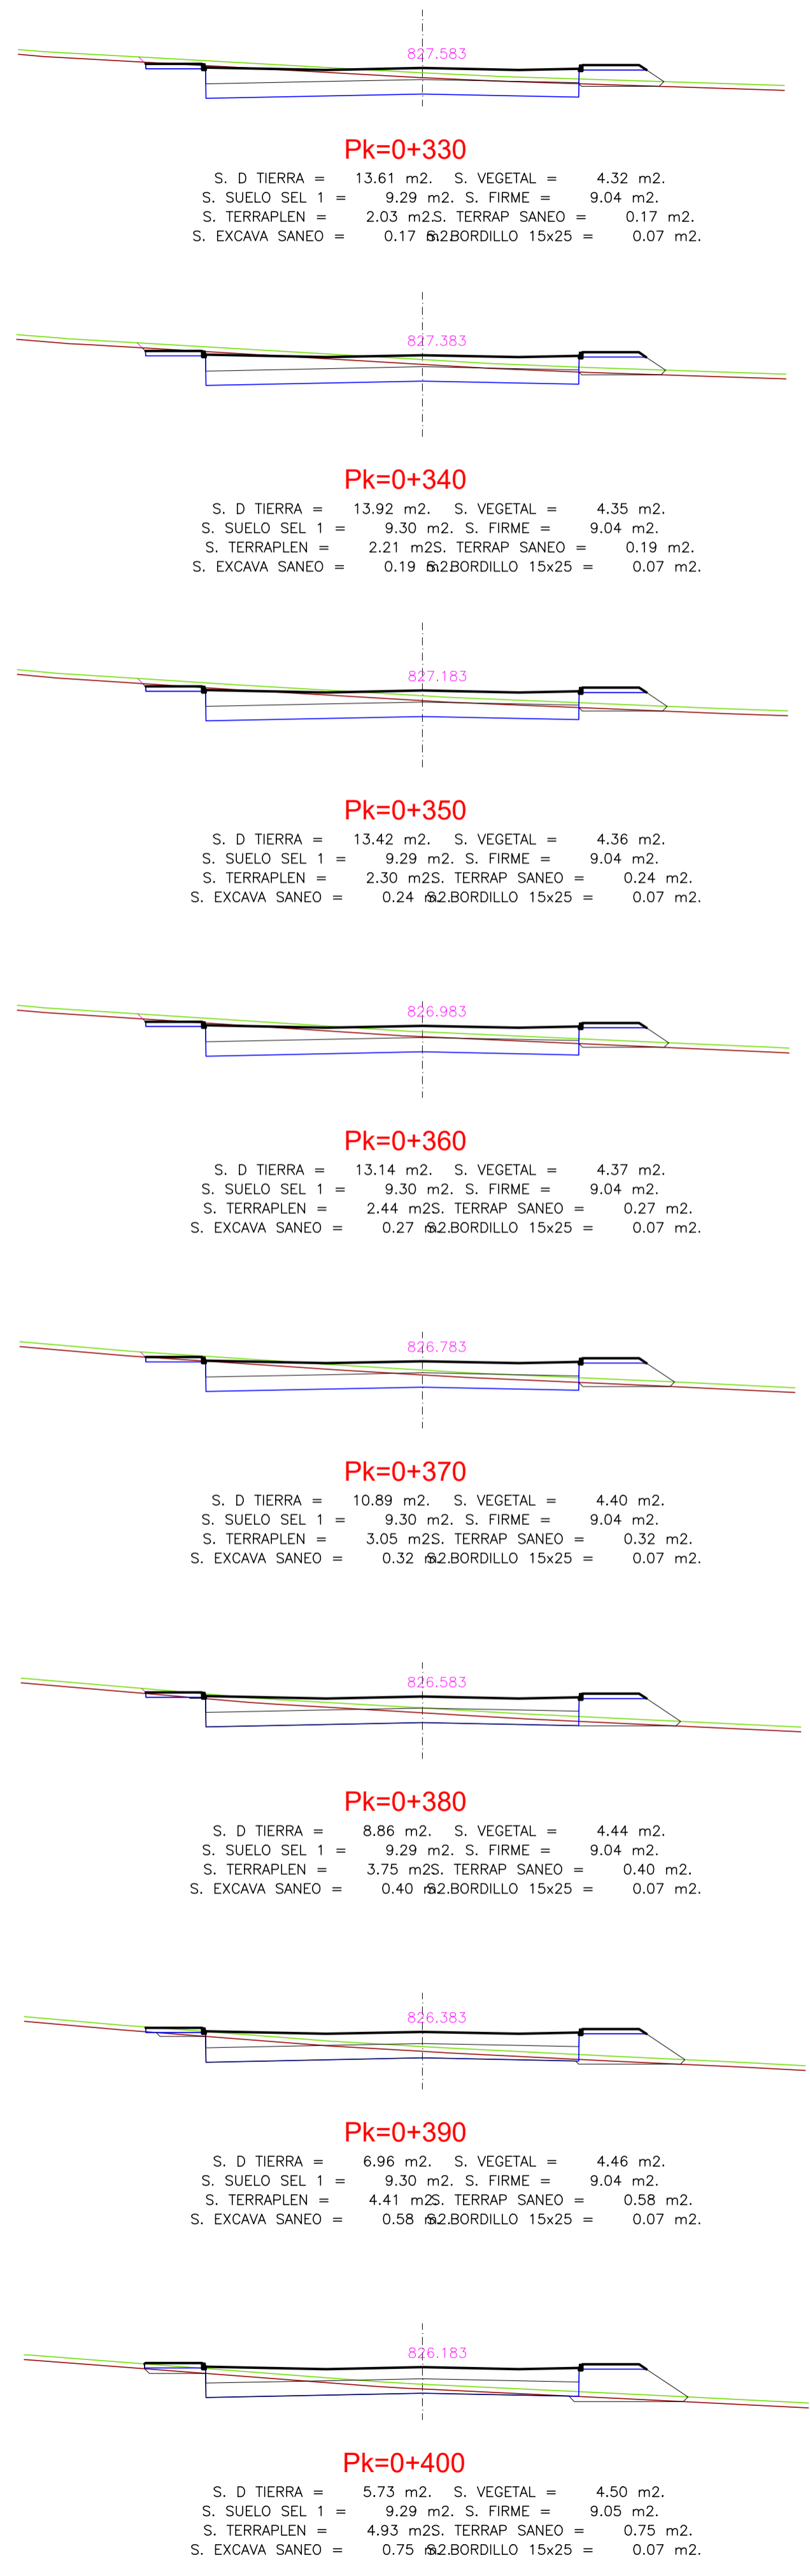 827.583
Pk=0+330
S. D TIERRA = 13.61 m2. S. VEGETAL = 4.32 m2.
S. SUELO SEL 1 = 9.29 m2. S. FIRME = 9.04 m2.
S. TERRAPLEN = 2.03 m2. S. TERRAP SANEO = 0.17 m2.
S. EXCAVA SANEO = 0.17 m2. S. BORDILLO 15x25 = 0.07 m2.
827.383
Pk=0+340
S. D TIERRA = 13.92 m2. S. VEGETAL = 4.35 m2.
S. SUELO SEL 1 = 9.30 m2. S. FIRME = 9.04 m2.
S. TERRAPLEN = 2.21 m2. S. TERRAP SANEO = 0.19 m2.
S. EXCAVA SANEO = 0.19 m2. S. BORDILLO 15x25 = 0.07 m2.
827.183
Pk=0+350
S. D TIERRA = 13.42 m2. S. VEGETAL = 4.36 m2.
S. SUELO SEL 1 = 9.29 m2. S. FIRME = 9.04 m2.
S. TERRAPLEN = 2.30 m2. S. TERRAP SANEO = 0.24 m2.
S. EXCAVA SANEO = 0.24 m2. S. BORDILLO 15x25 = 0.07 m2.
826.983
Pk=0+360
S. D TIERRA = 13.14 m2. S. VEGETAL = 4.37 m2.
S. SUELO SEL 1 = 9.30 m2. S. FIRME = 9.04 m2.
S. TERRAPLEN = 2.44 m2. S. TERRAP SANEO = 0.27 m2.
S. EXCAVA SANEO = 0.27 m2. S. BORDILLO 15x25 = 0.07 m2.
826.783
Pk=0+370
S. D TIERRA = 10.89 m2. S. VEGETAL = 4.40 m2.
S. SUELO SEL 1 = 9.30 m2. S. FIRME = 9.04 m2.
S. TERRAPLEN = 3.05 m2. S. TERRAP SANEO = 0.32 m2.
S. EXCAVA SANEO = 0.32 m2. S. BORDILLO 15x25 = 0.07 m2.
826.583
Pk=0+380
S. D TIERRA = 8.86 m2. S. VEGETAL = 4.44 m2.
S. SUELO SEL 1 = 9.29 m2. S. FIRME = 9.04 m2.
S. TERRAPLEN = 3.75 m2. S. TERRAP SANEO = 0.40 m2.
S. EXCAVA SANEO = 0.40 m2. S. BORDILLO 15x25 = 0.07 m2.
826.383
Pk=0+390
S. D TIERRA = 6.96 m2. S. VEGETAL = 4.46 m2.
S. SUELO SEL 1 = 9.30 m2. S. FIRME = 9.04 m2.
S. TERRAPLEN = 4.41 m2. S. TERRAP SANEO = 0.58 m2.
S. EXCAVA SANEO = 0.58 m2. S. BORDILLO 15x25 = 0.07 m2.
826.183
Pk=0+400
S. D TIERRA = 5.73 m2. S. VEGETAL = 4.50 m2.
S. SUELO SEL 1 = 9.29 m2. S. FIRME = 9.05 m2.
S. TERRAPLEN = 4.93 m2. S. TERRAP SANEO = 0.75 m2.
S. EXCAVA SANEO = 0.75 m2. S. BORDILLO 15x25 = 0.07 m2.